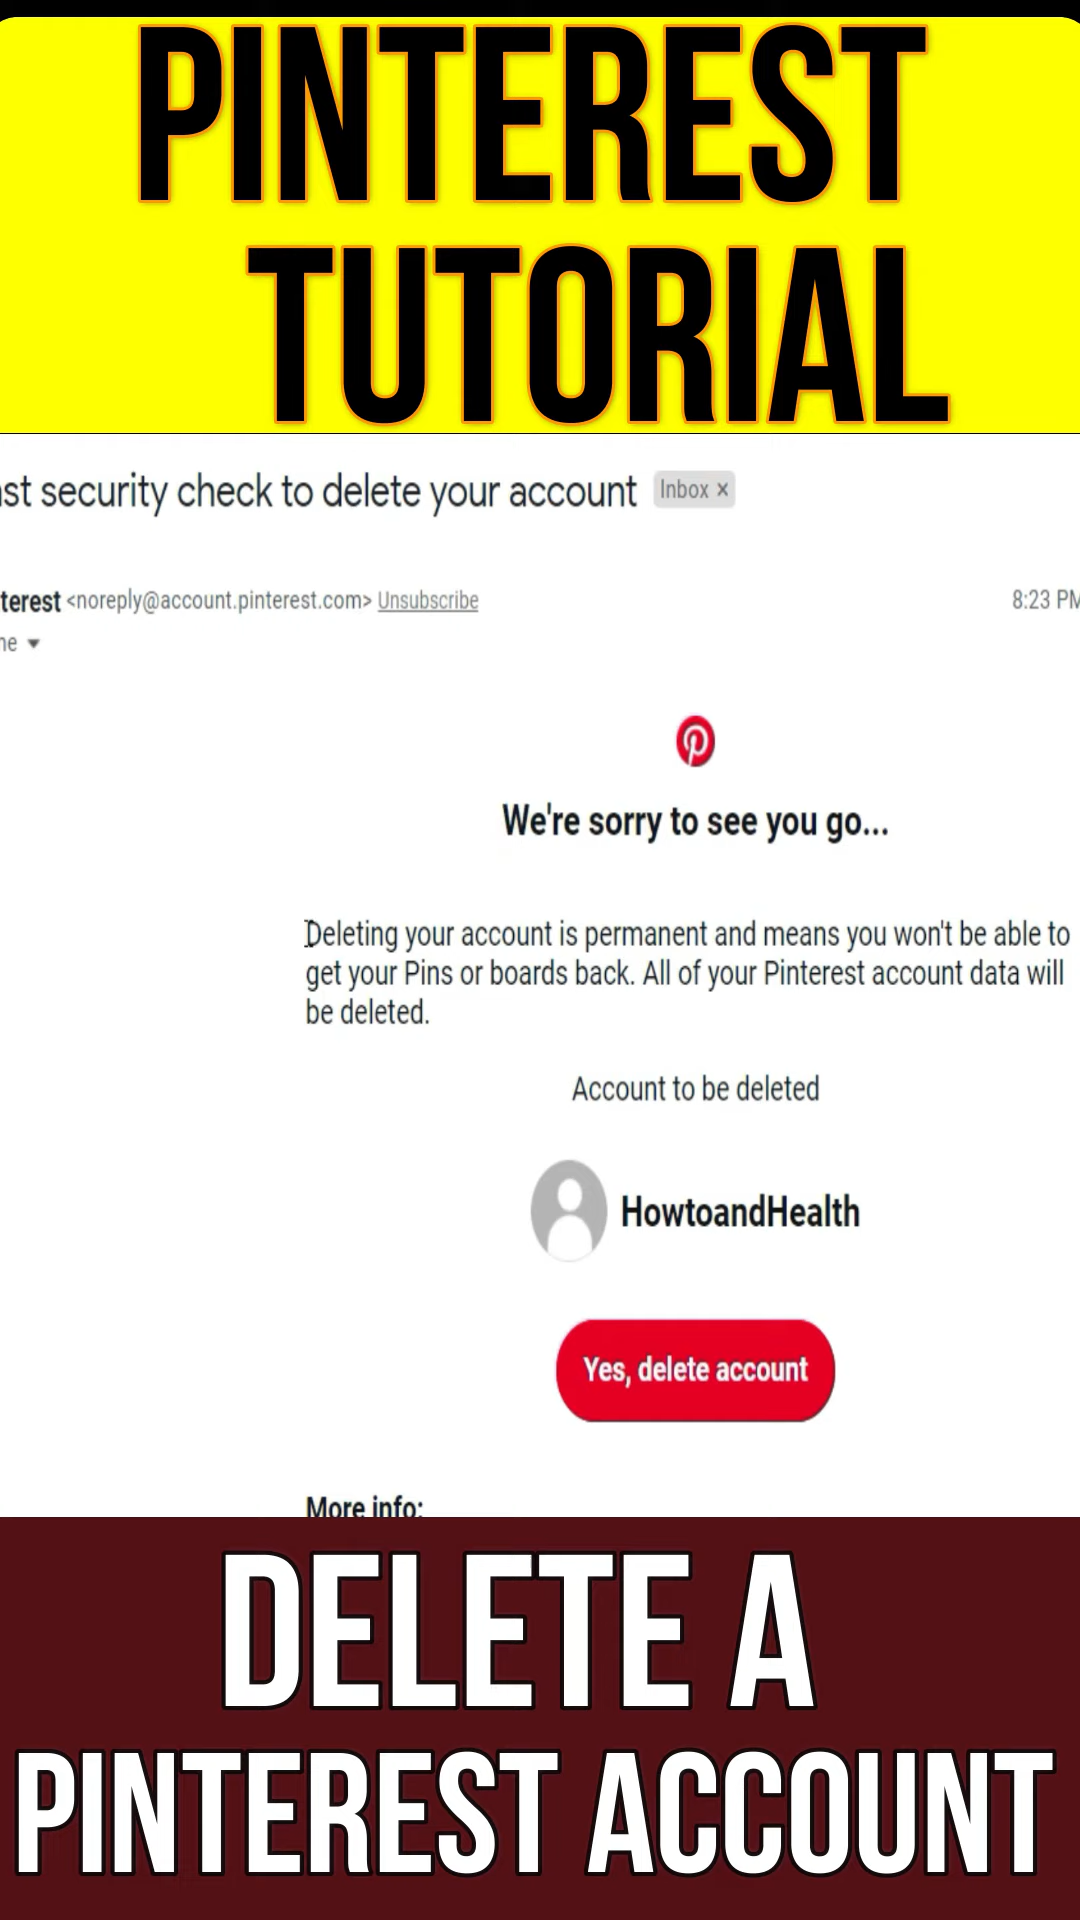 PINTEREST
TUTORIAL
security check to delete your account Inbox ×
<noreply@account.pinterest.com> Unsubscribe 8:23 PM
We're sorry to see you go...
Deleting your account is permanent and means you won't be able to
get your Pins or boards back. All of your Pinterest account data will
be deleted.
Account to be deleted
HowtoandHealth
Yes, delete account
More info:
DELETE A
PINTEREST ACCOUNT